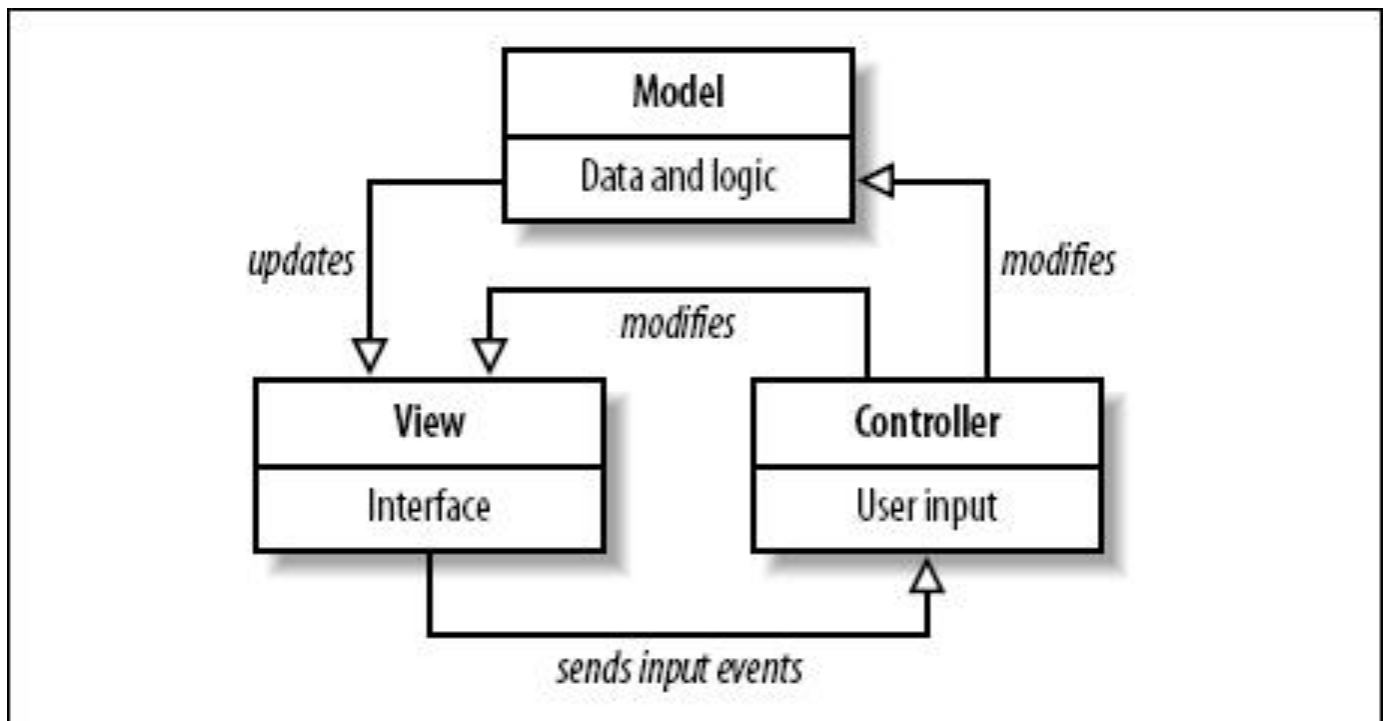 Model
Data and logic
updates
modifies
modifies
View
Interface
Controller
User input
sends input events